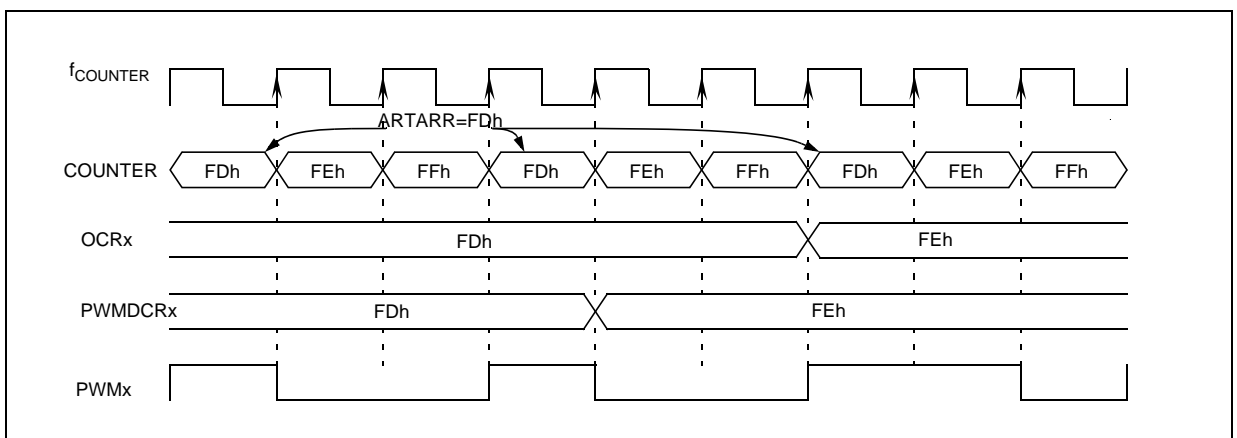 fCOUNTER
ARTARR=FDh
COUNTER FDh FEh FFh FDh FEh FFh FDh FEh FFh
OCRx FDh FEh
PWMDCRx FDh FEh
PWMx